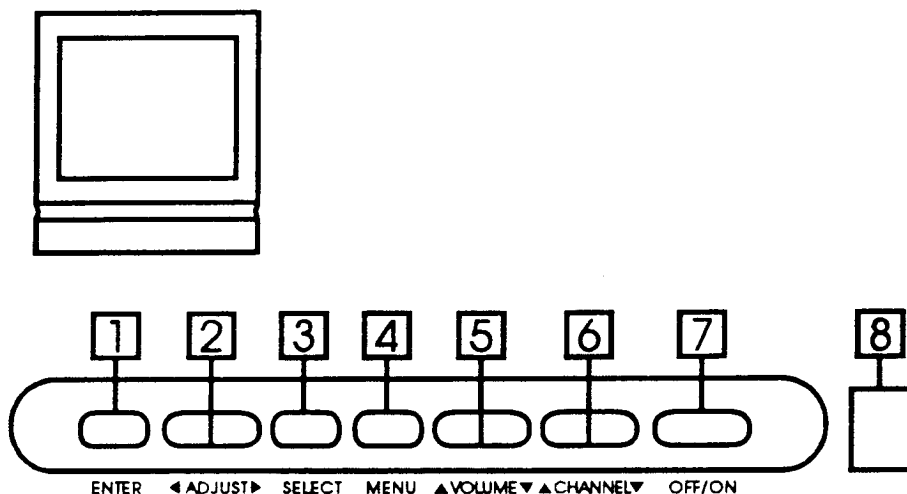 1 2 3 4 5 6 7 8
ENTER ◀ADJUST▶ SELECT MENU ▲VOLUME▼ ▲CHANNEL▼ OFF/ON